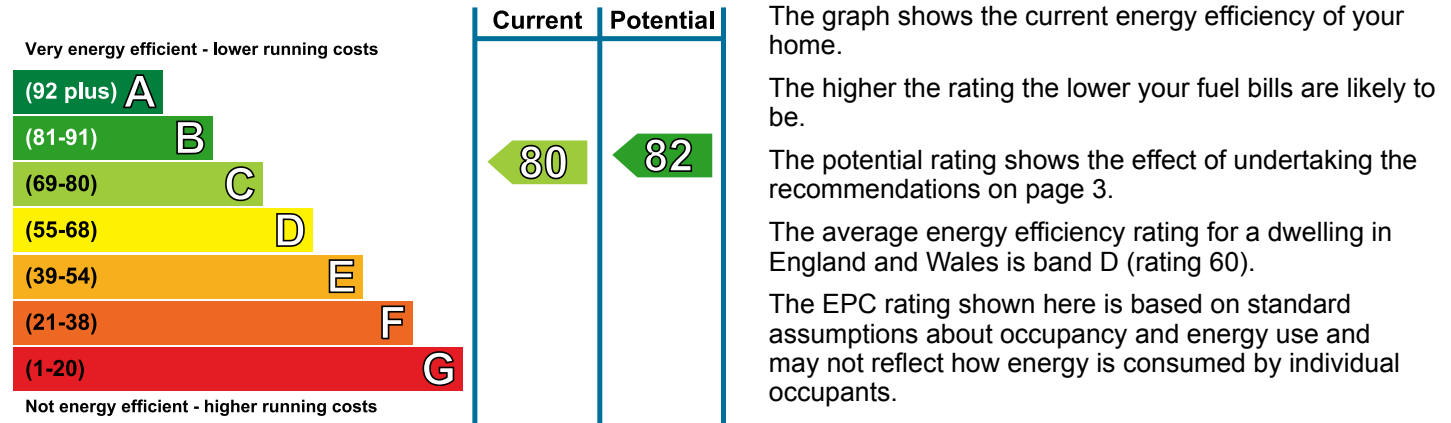 Current Potential
Very energy efficient - lower running costs
(92 plus) A
(81-91) B
(69-80) C
(55-68) D
(39-54) E
(21-38) F
(1-20) G
Not energy efficient - higher running costs
80
82
The graph shows the current energy efficiency of your
home.
The higher the rating the lower your fuel bills are likely to
be.
The potential rating shows the effect of undertaking the
recommendations on page 3.
The average energy efficiency rating for a dwelling in
England and Wales is band D (rating 60).
The EPC rating shown here is based on standard
assumptions about occupancy and energy use and
may not reflect how energy is consumed by individual
occupants.